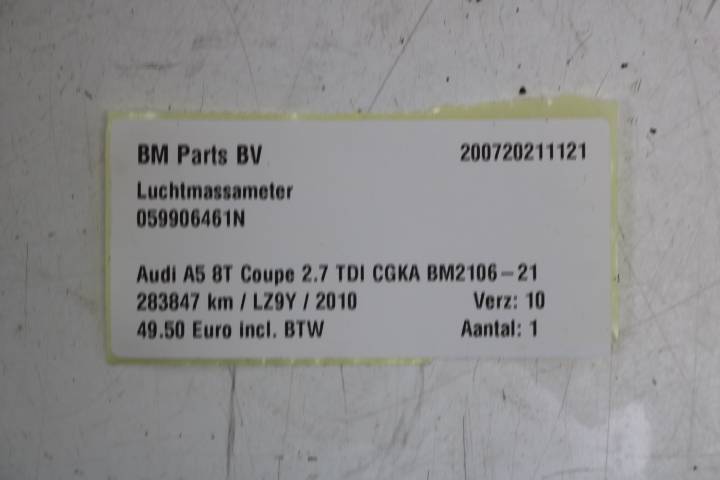 BM Parts BV 200720211121
Luchtmassameter
059906461N
Audi A5 8T Coupe 2.7 TDI CGKA BM2106-21
283847 km / LZ9Y / 2010 Verz: 10
49.50 Euro incl. BTW Aantal: 1